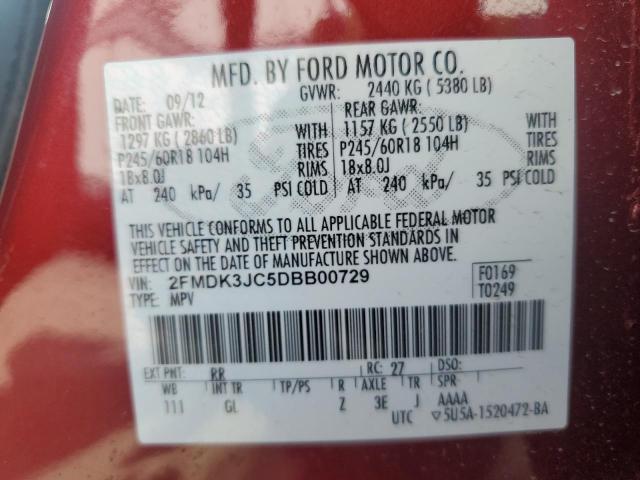 MFD. BY FORD MOTOR CO.
DATE: 09/12 GVWR: 2440 KG ( 5380 LB)
FRONT GAWR: REAR GAWR:
1297 KG ( 2860 LB) WITH 1157 KG ( 2550 LB) WITH
P245/60R18 104H TIRES P245/60R18 104H TIRES
18x8.0J RIMS 18x8.0J RIMS
AT 240 kPa/ 35 PSI COLD AT 240 kPa/ 35 PSI COLD
THIS VEHICLE CONFORMS TO ALL APPLICABLE FEDERAL MOTOR
VEHICLE SAFETY AND THEFT PREVENTION STANDARDS IN
EFFECT ON THE DATE OF MANUFACTURE SHOWN ABOVE.
VIN: 2FMDK3JC5DBB00729 F0169
TYPE: MPV T0249
EXT PNT: RR RC: 27 DSO:
WB INT TR TP/PS R AXLE TR SPR
111 GL Z 3E J AAAA
UTC ▽5U5A-1520472-BA